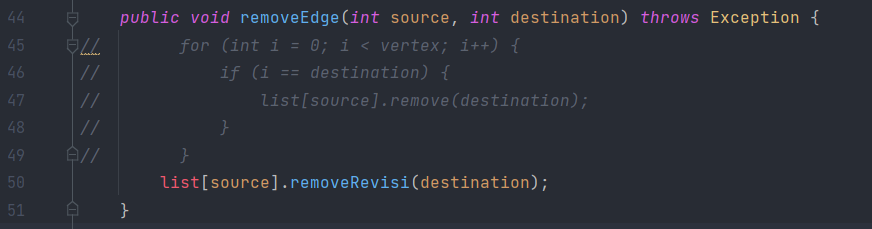 44 public void removeEdge(int source, int destination) throws Exception {
45 // for (int i = 0; i < vertex; i++) {
46 // if (i == destination) {
47 // list[source].remove(destination);
48 // }
49 // }
50 list[source].removeRevisi(destination);
51 }